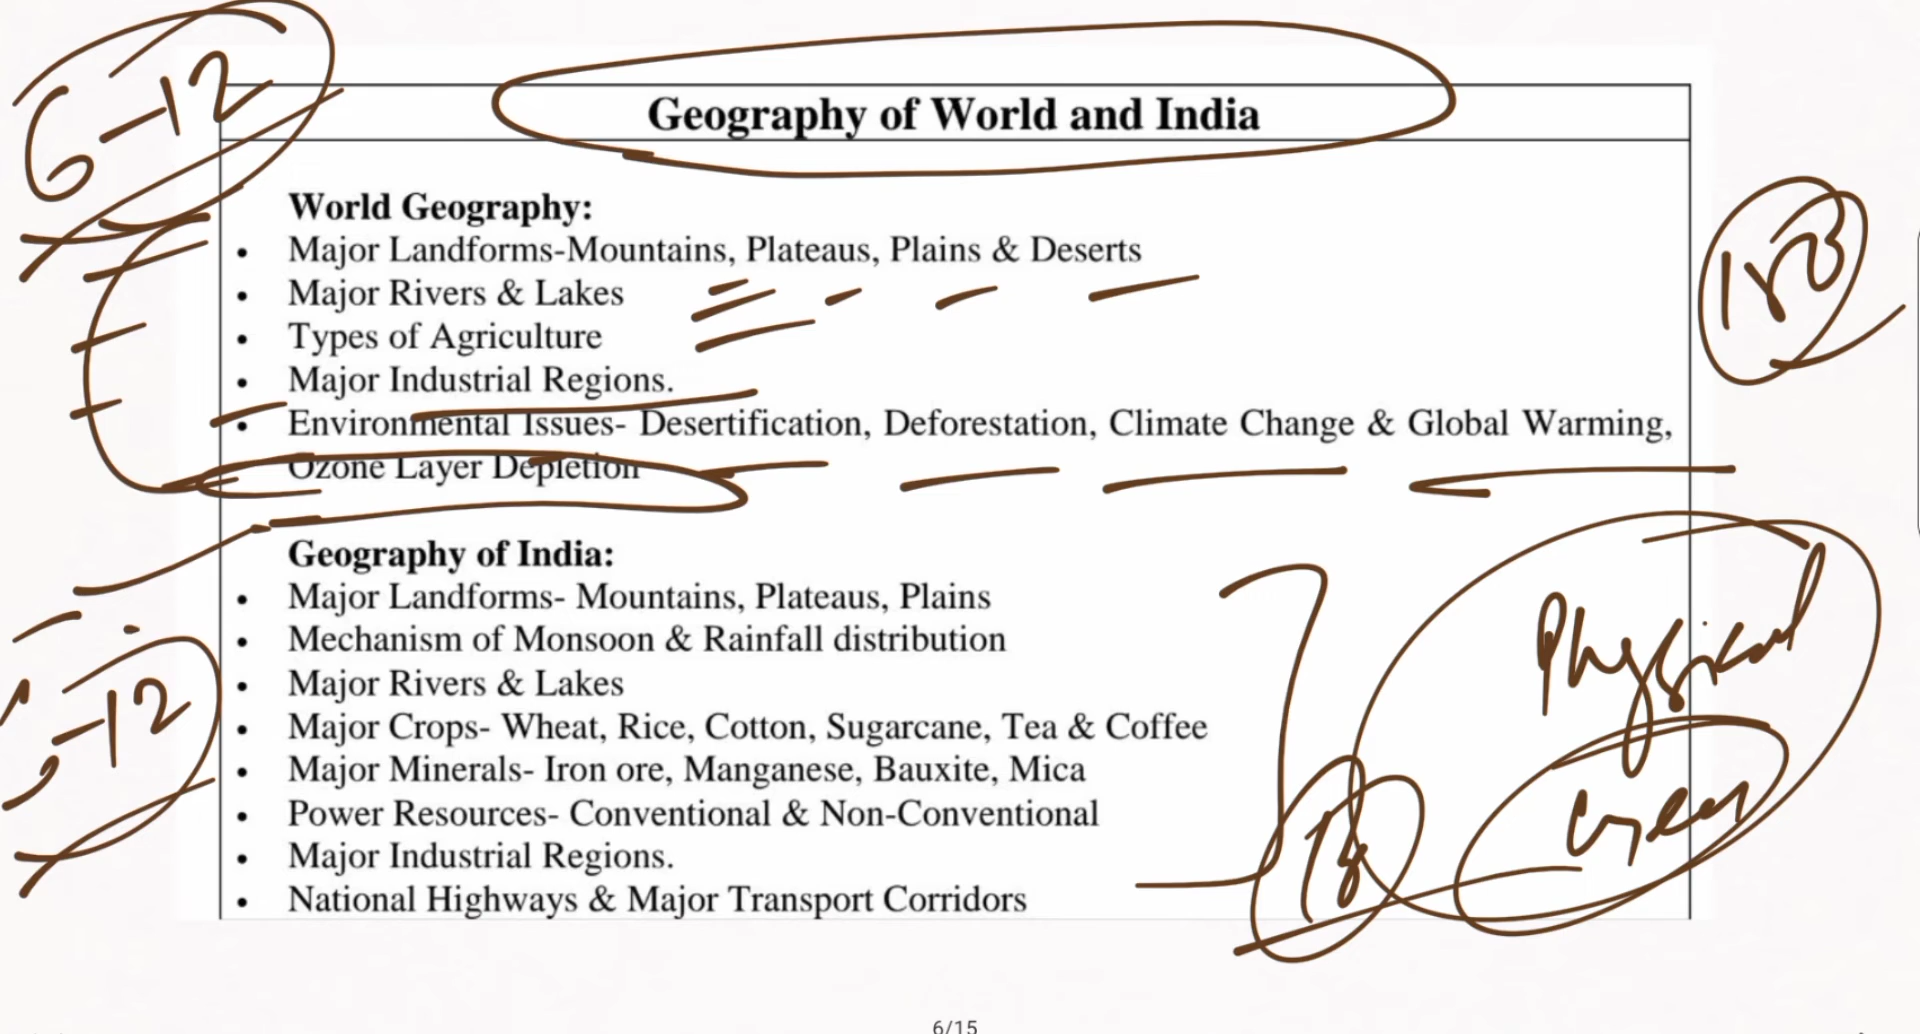 6-12
Geography of World and India
World Geography:
• Major Landforms-Mountains, Plateaus, Plains & Deserts
• Major Rivers & Lakes
• Types of Agriculture
• Major Industrial Regions.
• Environmental Issues- Desertification, Deforestation, Climate Change & Global Warming,
Ozone Layer Depletion
Geography of India:
• Major Landforms- Mountains, Plateaus, Plains
• Mechanism of Monsoon & Rainfall distribution
• Major Rivers & Lakes
• Major Crops- Wheat, Rice, Cotton, Sugarcane, Tea & Coffee
• Major Minerals- Iron ore, Manganese, Bauxite, Mica
• Power Resources- Conventional & Non-Conventional
• Major Industrial Regions.
• National Highways & Major Transport Corridors
-12
Physical
6/15